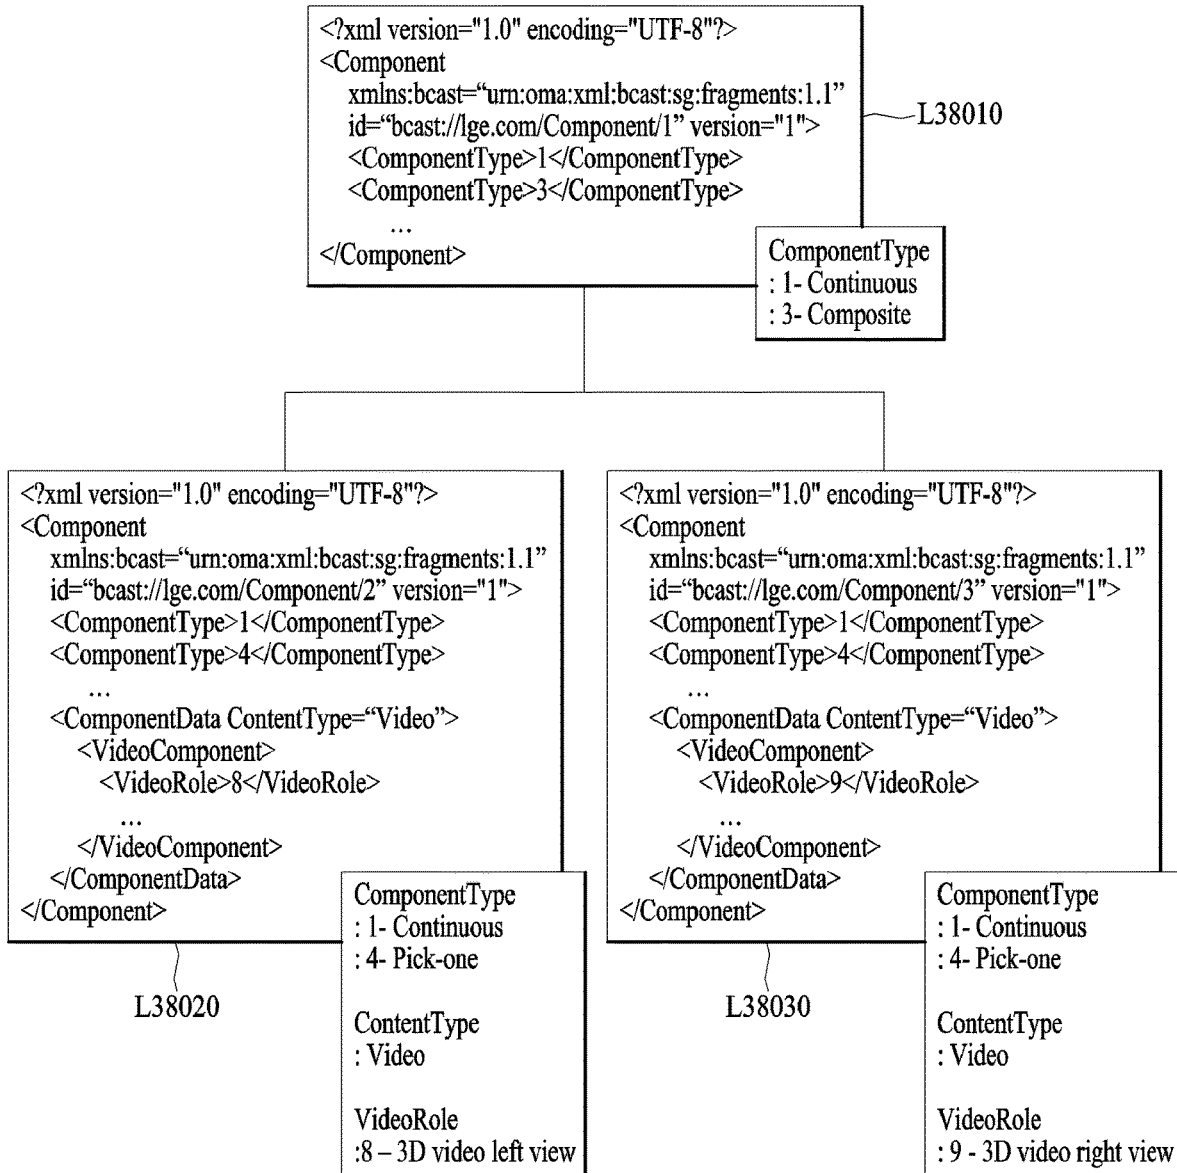 <?xml version="1.0" encoding="UTF-8"?>
<Component
xmlns:bcast=“urn:oma:xml:bcast:sg:fragments:1.1”
id=“bcast://lge.com/Component/1” version="1">
<ComponentType>1</ComponentType>
<ComponentType>3</ComponentType>
...
</Component>
L38010
ComponentType
: 1- Continuous
: 3- Composite
<?xml version="1.0" encoding="UTF-8"?>
<Component
xmlns:bcast=“urn:oma:xml:bcast:sg:fragments:1.1”
id=“bcast://lge.com/Component/2” version="1">
<ComponentType>1</ComponentType>
<ComponentType>4</ComponentType>
...
<ComponentData ContentType=“Video”>
<VideoComponent>
<VideoRole>8</VideoRole>
...
</VideoComponent>
</ComponentData>
</Component>
L38020
ComponentType
: 1- Continuous
: 4- Pick-one
ContentType
: Video
VideoRole
:8 – 3D video left view
<?xml version="1.0" encoding="UTF-8"?>
<Component
xmlns:bcast=“urn:oma:xml:bcast:sg:fragments:1.1”
id=“bcast://lge.com/Component/3” version="1">
<ComponentType>1</ComponentType>
<ComponentType>4</ComponentType>
...
<ComponentData ContentType=“Video”>
<VideoComponent>
<VideoRole>9</VideoRole>
...
</VideoComponent>
</ComponentData>
</Component>
L38030
ComponentType
: 1- Continuous
: 4- Pick-one
ContentType
: Video
VideoRole
: 9 - 3D video right view